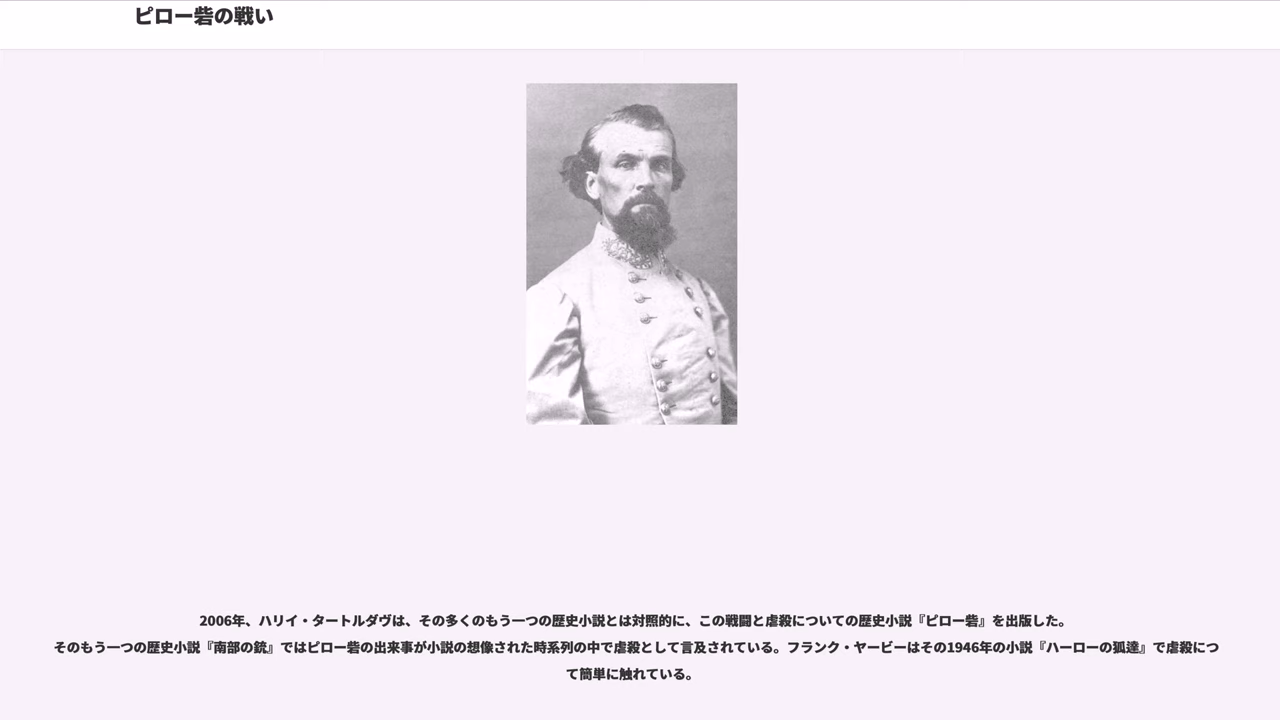 ピロー砦の戦い
2006年、ハリイ・タートルダヴは、その多くのもう一つの歴史小説とは対照的に、この戦闘と虐殺についての歴史小説『ピロー砦』を出版した。
そのもう一つの歴史小説『南部の銃』ではピロー砦の出来事が小説の想像された時系列の中で虐殺として言及されている。フランク・ヤービーはその1946年の小説『ハーローの狐達』で虐殺につ
て簡単に触れている。